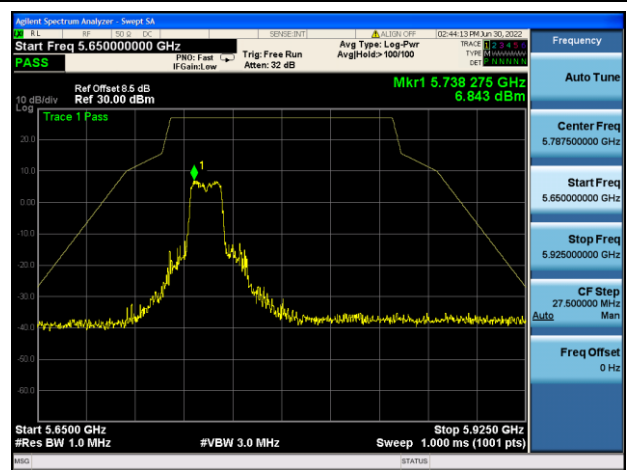 Agilent Spectrum Analyzer - Swept SA
LXI RL RF 50 Ω DC SENSE:INT ALIGN OFF 02:44:13 PM Jun 30, 2022
Start Freq 5.650000000 GHz
PASS
PNO: Fast
IFGain:Low
Trig: Free Run
Atten: 32 dB
Avg Type: Log-Pwr
Avg|Hold:>100/100
TRACE 1 2 3 4 5 6
TYPE MWWWWW
DET P NNNNN
Ref Offset 8.5 dB
Ref 30.00 dBm
10 dB/div
Log
Mkr1 5.738 275 GHz
6.843 dBm
Trace 1 Pass
20.0
10.0
0.00
-10.0
-20.0
-30.0
-40.0
-50.0
-60.0
1
Start 5.6500 GHz
Stop 5.9250 GHz
#Res BW 1.0 MHz
#VBW 3.0 MHz
Sweep 1.000 ms (1001 pts)
MSG
STATUS
Frequency
Auto Tune
Center Freq
5.787500000 GHz
Start Freq
5.650000000 GHz
Stop Freq
5.925000000 GHz
CF Step
27.500000 MHz
Auto Man
Freq Offset
0 Hz